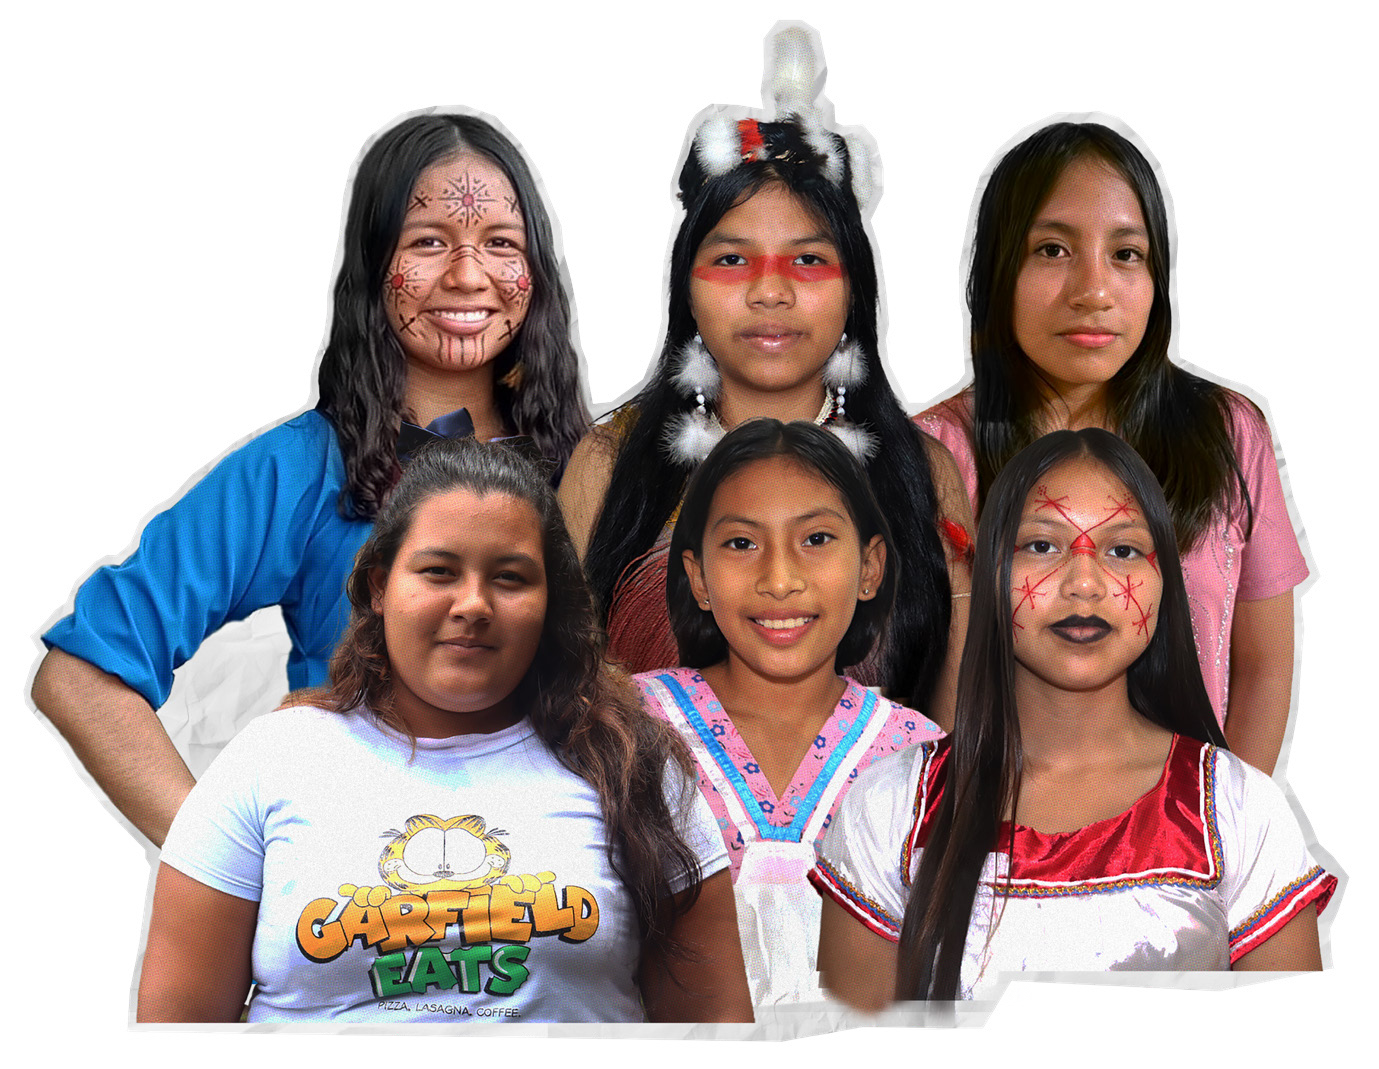 GARFIELD
EATS
PIZZA, LASAGNA, COFFEE.